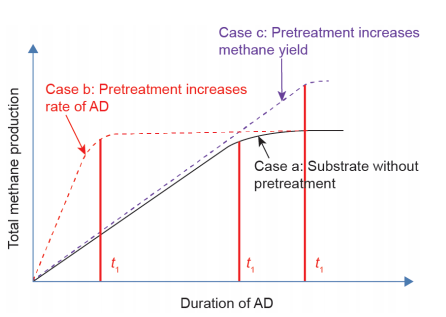 Case c: Pretreatment increases
methane yield
Case b: Pretreatment increases
rate of AD
Total methane production
Case a: Substrate without
pretreatment
t1
t1
t1
Duration of AD